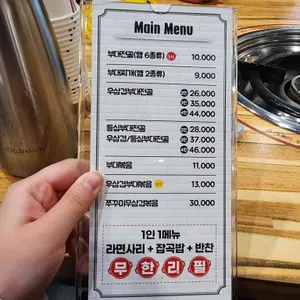 Main Menu
부대전골(햄 6종류) 10,000
부대찌개(햄 2종류) 9,000
우삼겹부대전골 26,000
35,000
44,000
등심부대전골 28,000
우삼겹/등심부대전골 37,000
46,000
부대볶음 11,000
우삼겹부대볶음 13,000
쭈꾸미우삼겹볶음 30,000
1인 1메뉴
라면사리 + 잡곡밥 + 반찬
무한리필